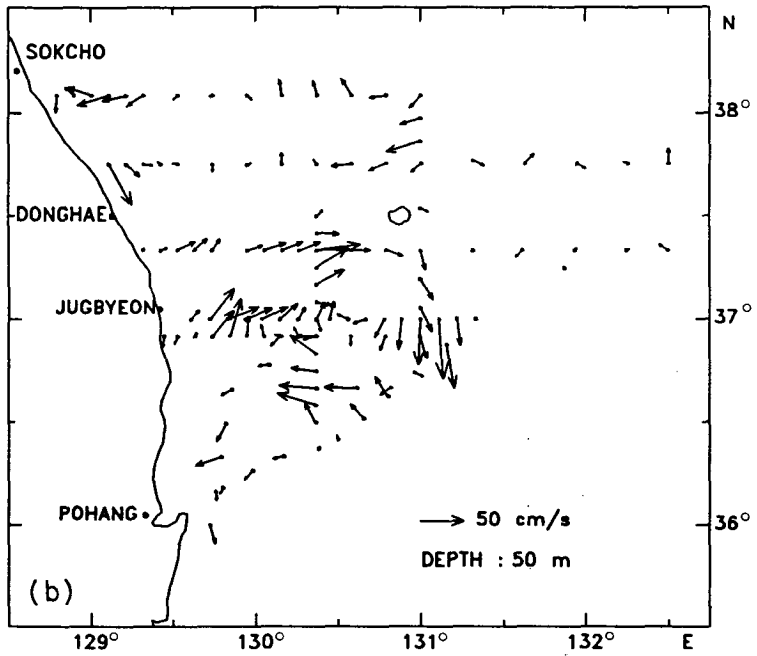 N
SOKCHO
38°
DONGHAE
JUGBYEON
37°
POHANG
50 cm/s
36°
DEPTH : 50 m
(b)
129° 130° 131° 132° E